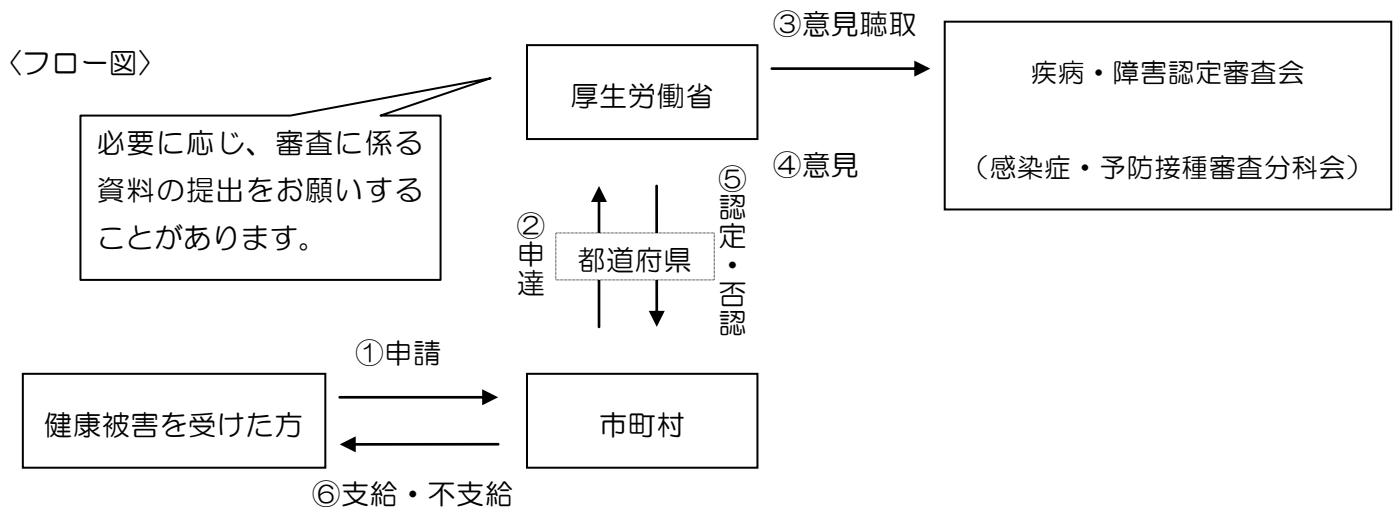 〈フロー図〉
必要に応じ、審査に係る
資料の提出をお願いする
ことがあります。
厚生労働省
③意見聴取
④意見
疾病・障害認定審査会
（感染症・予防接種審査分科会）
②申達
都道府県
⑤認定・否認
①申請
健康被害を受けた方
市町村
⑥支給・不支給